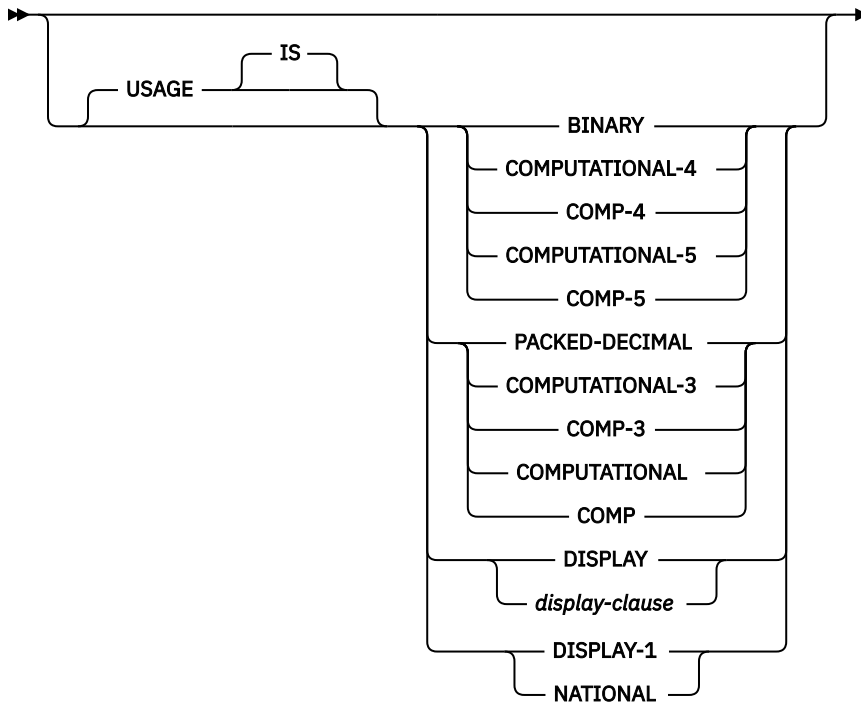 IS
USAGE
BINARY
COMPUTATIONAL-4
COMP-4
COMPUTATIONAL-5
COMP-5
PACKED-DECIMAL
COMPUTATIONAL-3
COMP-3
COMPUTATIONAL
COMP
DISPLAY
display-clause
DISPLAY-1
NATIONAL